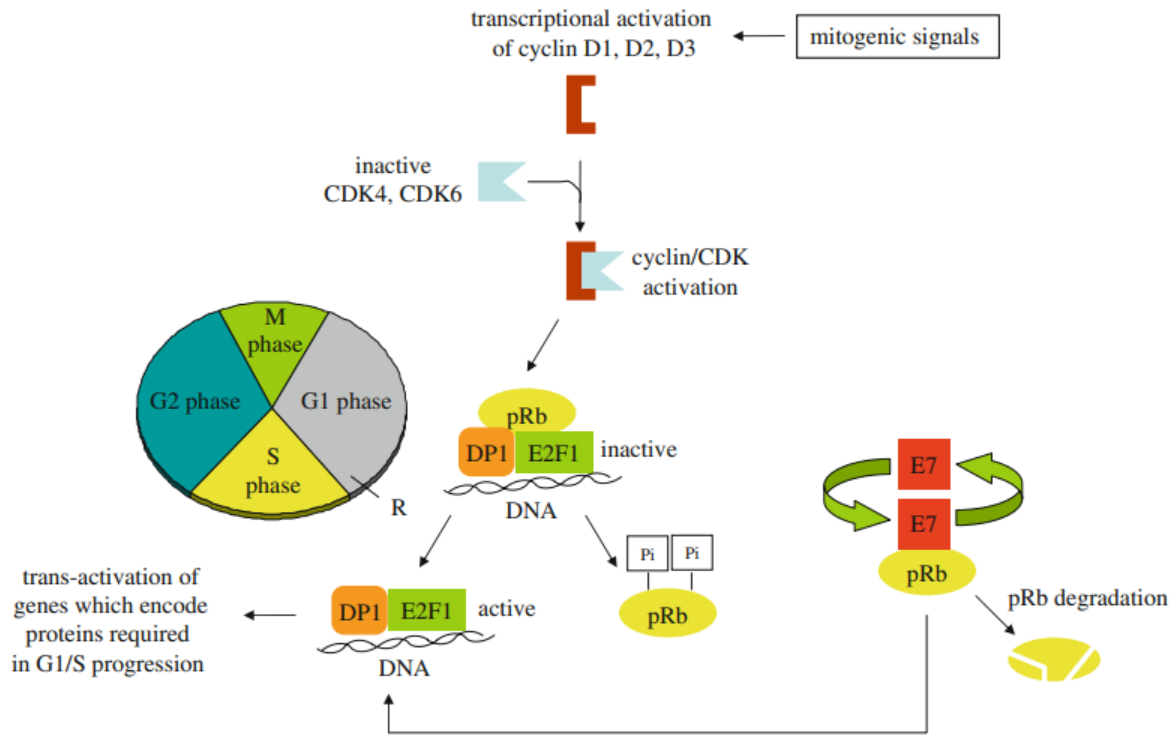 transcriptional activation
of cyclin D1, D2, D3
mitogenic signals
inactive
CDK4, CDK6
cyclin/CDK
activation
M
phase
G2 phase
G1 phase
S
phase
R
pRb
DP1
E2F1
inactive
DNA
E7
E7
pRb
pRb degradation
Pi
Pi
pRb
trans-activation of
genes which encode
proteins required
in G1/S progression
DP1
E2F1
active
DNA